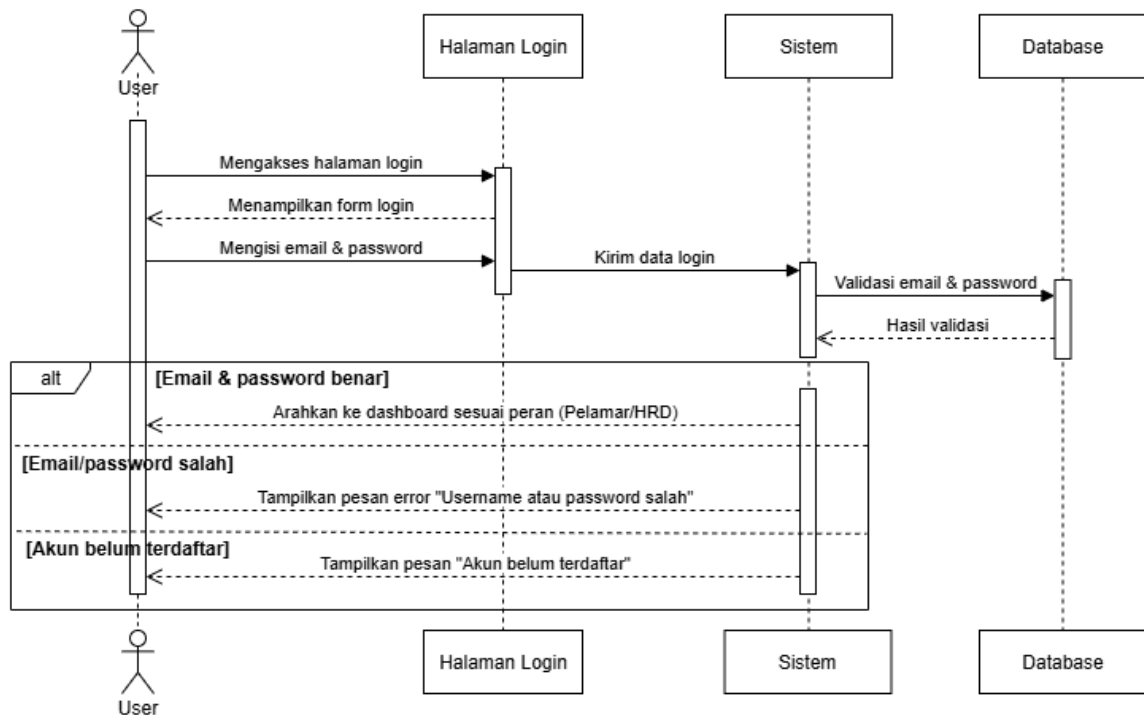 User
Halaman Login
Sistem
Database
Mengakses halaman login
Menampilkan form login
Mengisi email & password
Kirim data login
Validasi email & password
Hasil validasi
alt
[Email & password benar]
Arahkan ke dashboard sesuai peran (Pelamar/HRD)
[Email/password salah]
Tampilkan pesan error "Username atau password salah"
[Akun belum terdaftar]
Tampilkan pesan "Akun belum terdaftar"
User
Halaman Login
Sistem
Database